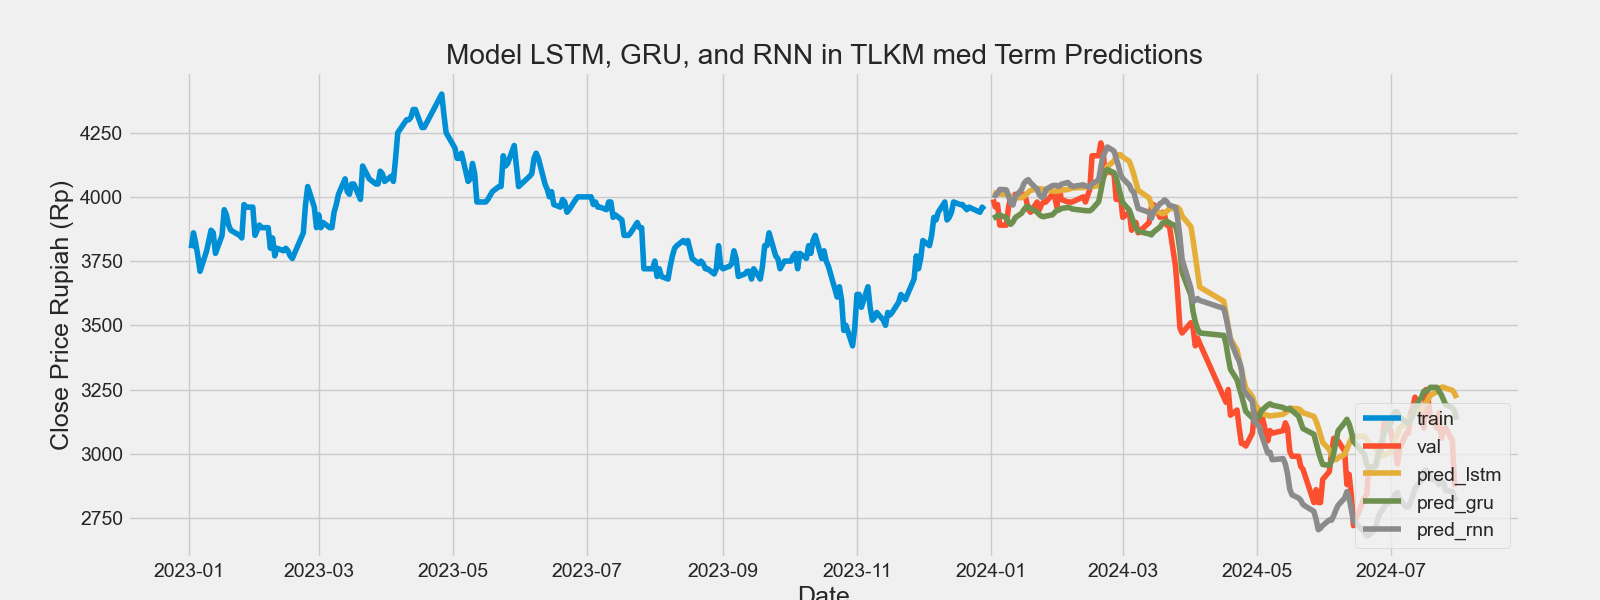 Model LSTM, GRU, and RNN in TLKM med Term Predictions
Close Price Rupiah (Rp)
4250
4000
3750
3500
3250
3000
2750
train
val
pred_lstm
pred_gru
pred_rnn
2023-01 2023-03 2023-05 2023-07 2023-09 2023-11 2024-01 2024-03 2024-05 2024-07
Date